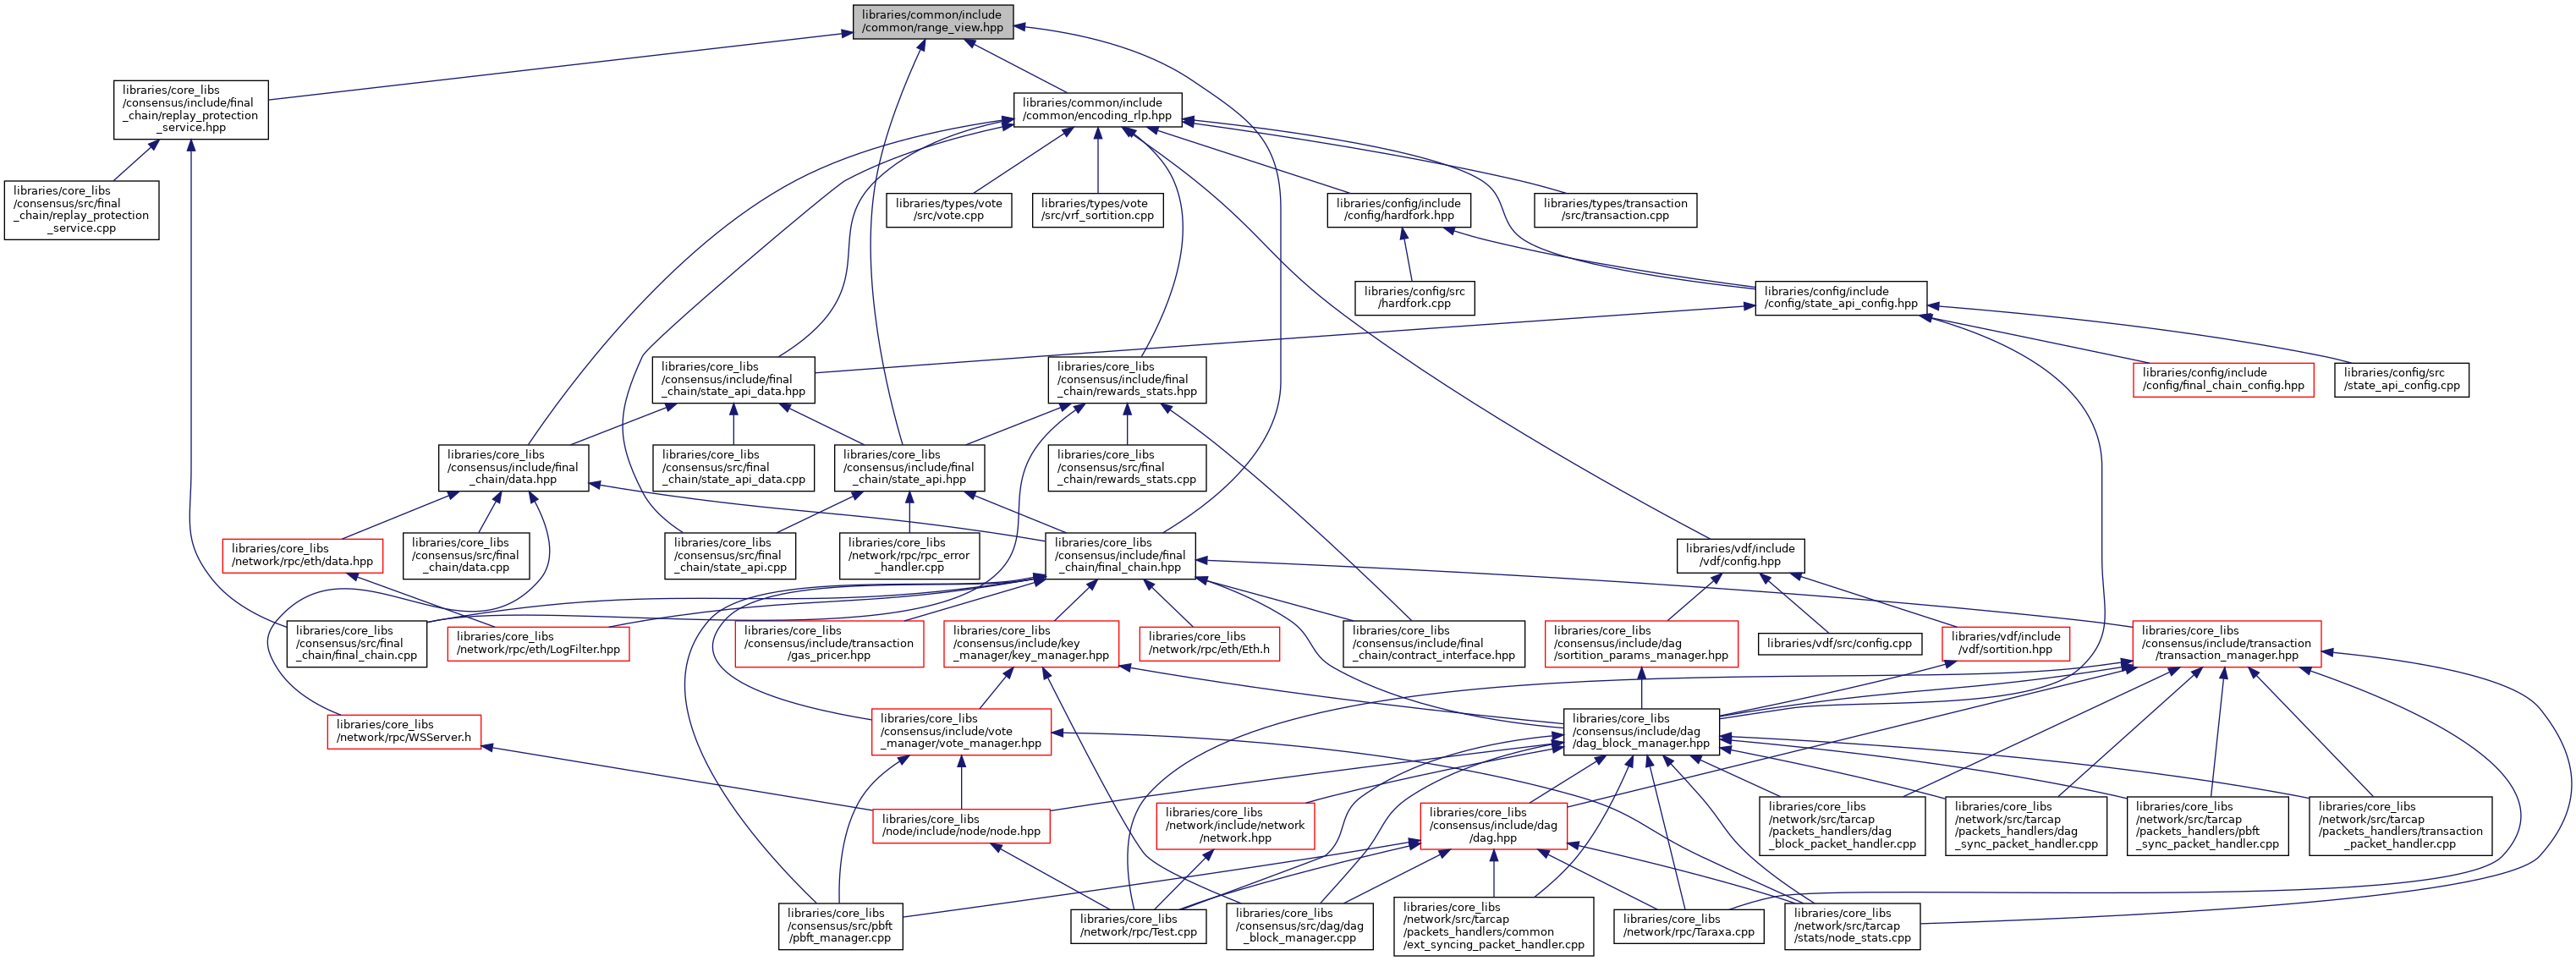 libraries/common/include
/common/range_view.hpp
libraries/core_libs
/consensus/include/final
_chain/replay_protection
_service.hpp
libraries/common/include
/common/encoding_rlp.hpp
libraries/core_libs
/consensus/src/final
_chain/replay_protection
_service.cpp
libraries/types/vote
/src/vote.cpp
libraries/types/vote
/src/vrf_sortition.cpp
libraries/config/include
/config/hardfork.hpp
libraries/types/transaction
/src/transaction.cpp
libraries/config/src
/hardfork.cpp
libraries/config/include
/config/state_api_config.hpp
libraries/core_libs
/consensus/include/final
_chain/state_api_data.hpp
libraries/core_libs
/consensus/include/final
_chain/rewards_stats.hpp
libraries/config/include
/config/final_chain_config.hpp
libraries/config/src
/state_api_config.cpp
libraries/core_libs
/consensus/include/final
_chain/data.hpp
libraries/core_libs
/consensus/src/final
_chain/state_api_data.cpp
libraries/core_libs
/consensus/include/final
_chain/state_api.hpp
libraries/core_libs
/consensus/src/final
_chain/rewards_stats.cpp
libraries/core_libs
/network/rpc/eth/data.hpp
libraries/core_libs
/consensus/src/final
_chain/data.cpp
libraries/core_libs
/consensus/src/final
_chain/state_api.cpp
libraries/core_libs
/network/rpc/rpc_error
_handler.cpp
libraries/core_libs
/consensus/include/final
_chain/final_chain.hpp
libraries/vdf/include
/vdf/config.hpp
libraries/core_libs
/consensus/src/final
_chain/final_chain.cpp
libraries/core_libs
/network/rpc/eth/LogFilter.hpp
libraries/core_libs
/consensus/include/transaction
/gas_pricer.hpp
libraries/core_libs
/consensus/include/key
_manager/key_manager.hpp
libraries/core_libs
/network/rpc/eth/Eth.h
libraries/core_libs
/consensus/include/final
_chain/contract_interface.hpp
libraries/core_libs
/consensus/include/dag
/sortition_params_manager.hpp
libraries/vdf/src/config.cpp
libraries/vdf/include
/vdf/sortition.hpp
libraries/core_libs
/consensus/include/transaction
/transaction_manager.hpp
libraries/core_libs
/network/rpc/WSServer.h
libraries/core_libs
/consensus/include/vote
_manager/vote_manager.hpp
libraries/core_libs
/consensus/include/dag
/dag_block_manager.hpp
libraries/core_libs
/node/include/node/node.hpp
libraries/core_libs
/network/include/network
/network.hpp
libraries/core_libs
/consensus/include/dag
/dag.hpp
libraries/core_libs
/network/src/tarcap
/packets_handlers/dag
_block_packet_handler.cpp
libraries/core_libs
/network/src/tarcap
/packets_handlers/dag
_sync_packet_handler.cpp
libraries/core_libs
/network/src/tarcap
/packets_handlers/pbft
_sync_packet_handler.cpp
libraries/core_libs
/network/src/tarcap
/packets_handlers/transaction
_packet_handler.cpp
libraries/core_libs
/consensus/src/pbft
/pbft_manager.cpp
libraries/core_libs
/network/rpc/Test.cpp
libraries/core_libs
/consensus/src/dag/dag
_block_manager.cpp
libraries/core_libs
/network/src/tarcap
/packets_handlers/common
/ext_syncing_packet_handler.cpp
libraries/core_libs
/network/rpc/Taraxa.cpp
libraries/core_libs
/network/src/tarcap
/stats/node_stats.cpp